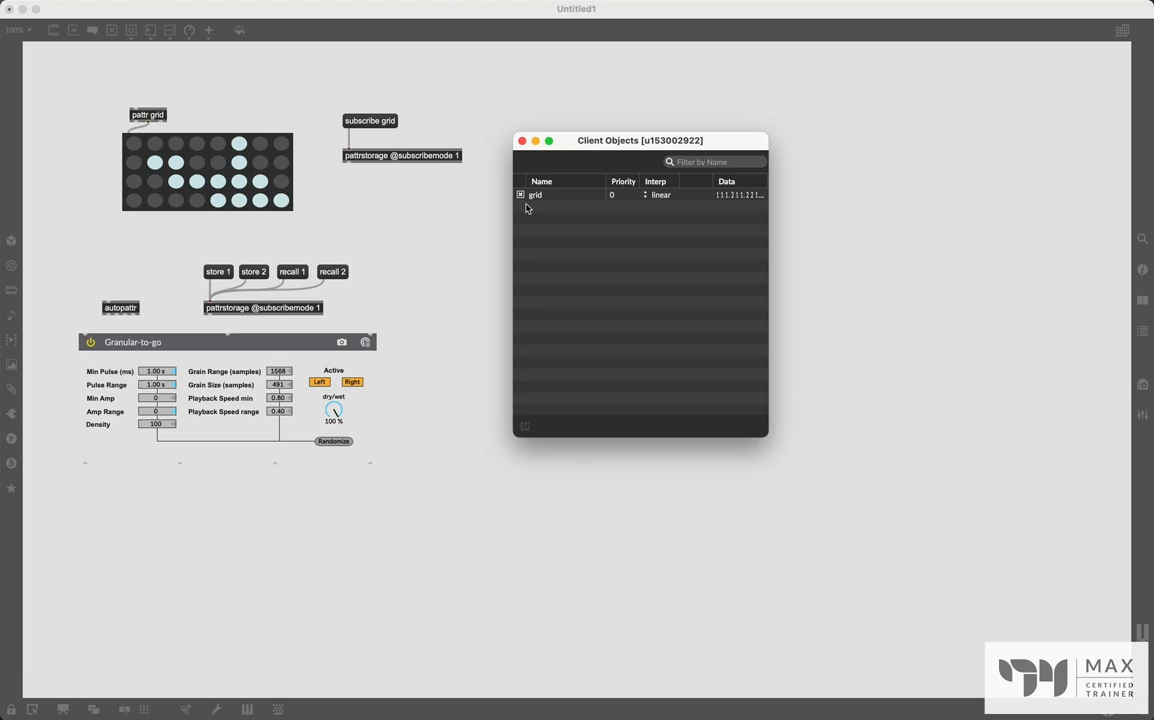 Untitled1
100%
pattr grid
subscribe grid
pattrstorage @subscribemode 1
Client Objects [u153002922]
Filter by Name
Name Priority Interp Data
grid 0 linear
store 1 store 2 recall 1 recall 2
autopattr
pattrstorage @subscribemode 1
Granular-to-go
Min Pulse (ms) 1.00 s Grain Range (samples) 1568 Active
Pulse Range 1.00 s Grain Size (samples) 491 Left Right
Min Amp 0 Playback Speed min 0.80 dry/wet
Amp Range 0 Playback Speed range 0.40
Density 100 100 %
Randomize
MAX
CERTIFIED
TRAINER